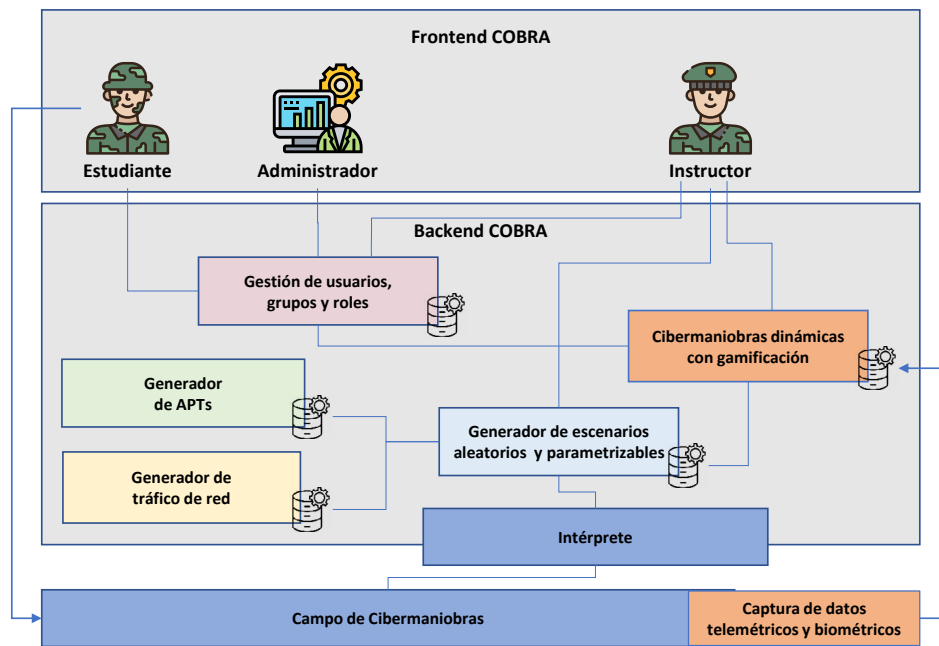 Frontend COBRA
Estudiante
Administrador
Instructor
Backend COBRA
Gestión de usuarios,
grupos y roles
Cibermaniobras dinámicas
con gamificación
Generador
de APTs
Generador de escenarios
aleatorios y parametrizables
Generador de
tráfico de red
Intérprete
Campo de Cibermaniobras
Captura de datos
telemétricos y biométricos